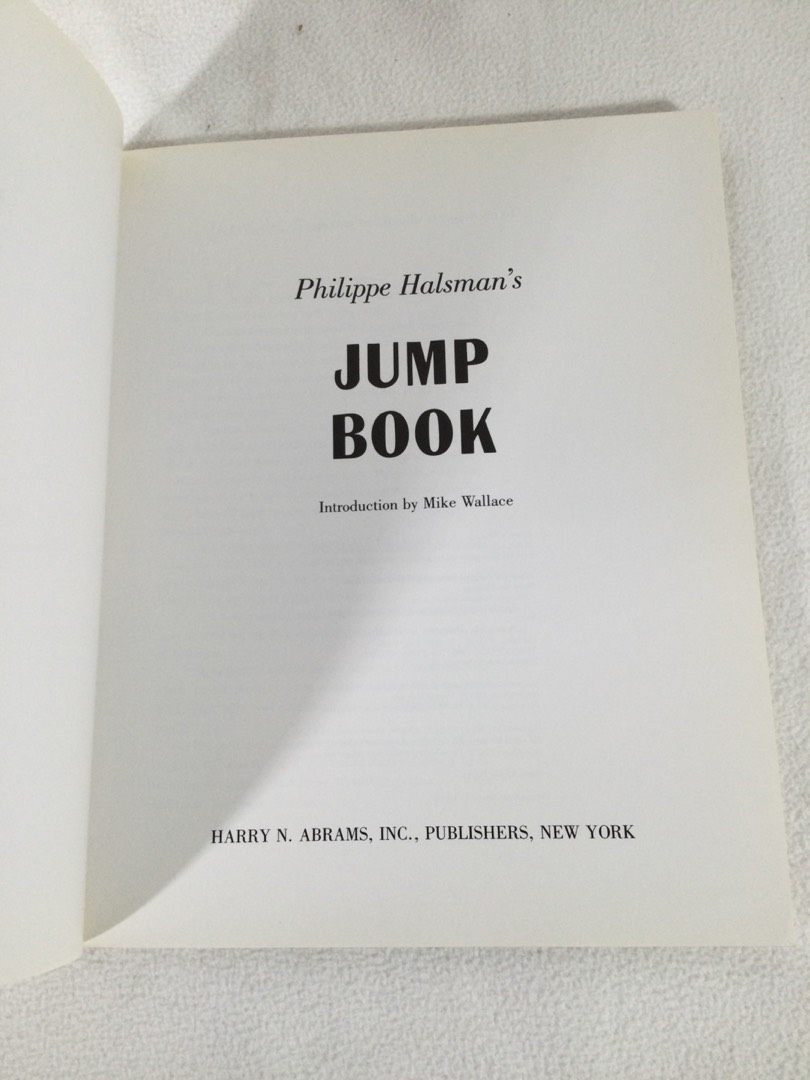 Philippe Halsman's
JUMP
BOOK
Introduction by Mike Wallace
HARRY N. ABRAMS, INC., PUBLISHERS, NEW YORK